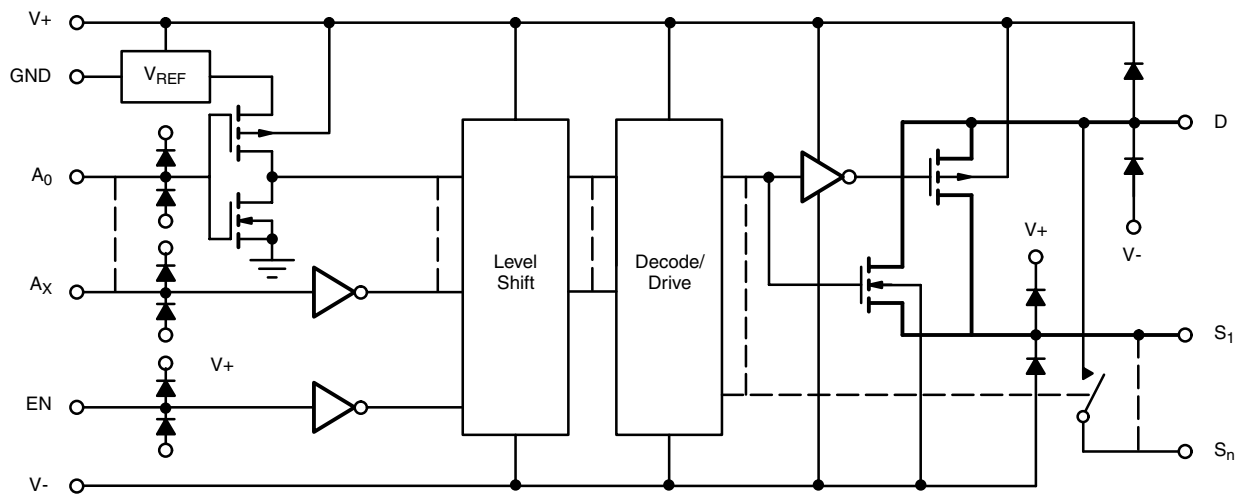 V+
GND
VREF
A0
AX
EN
V+
V-
Level
Shift
Decode/
Drive
V+
D
V-
S1
Sn